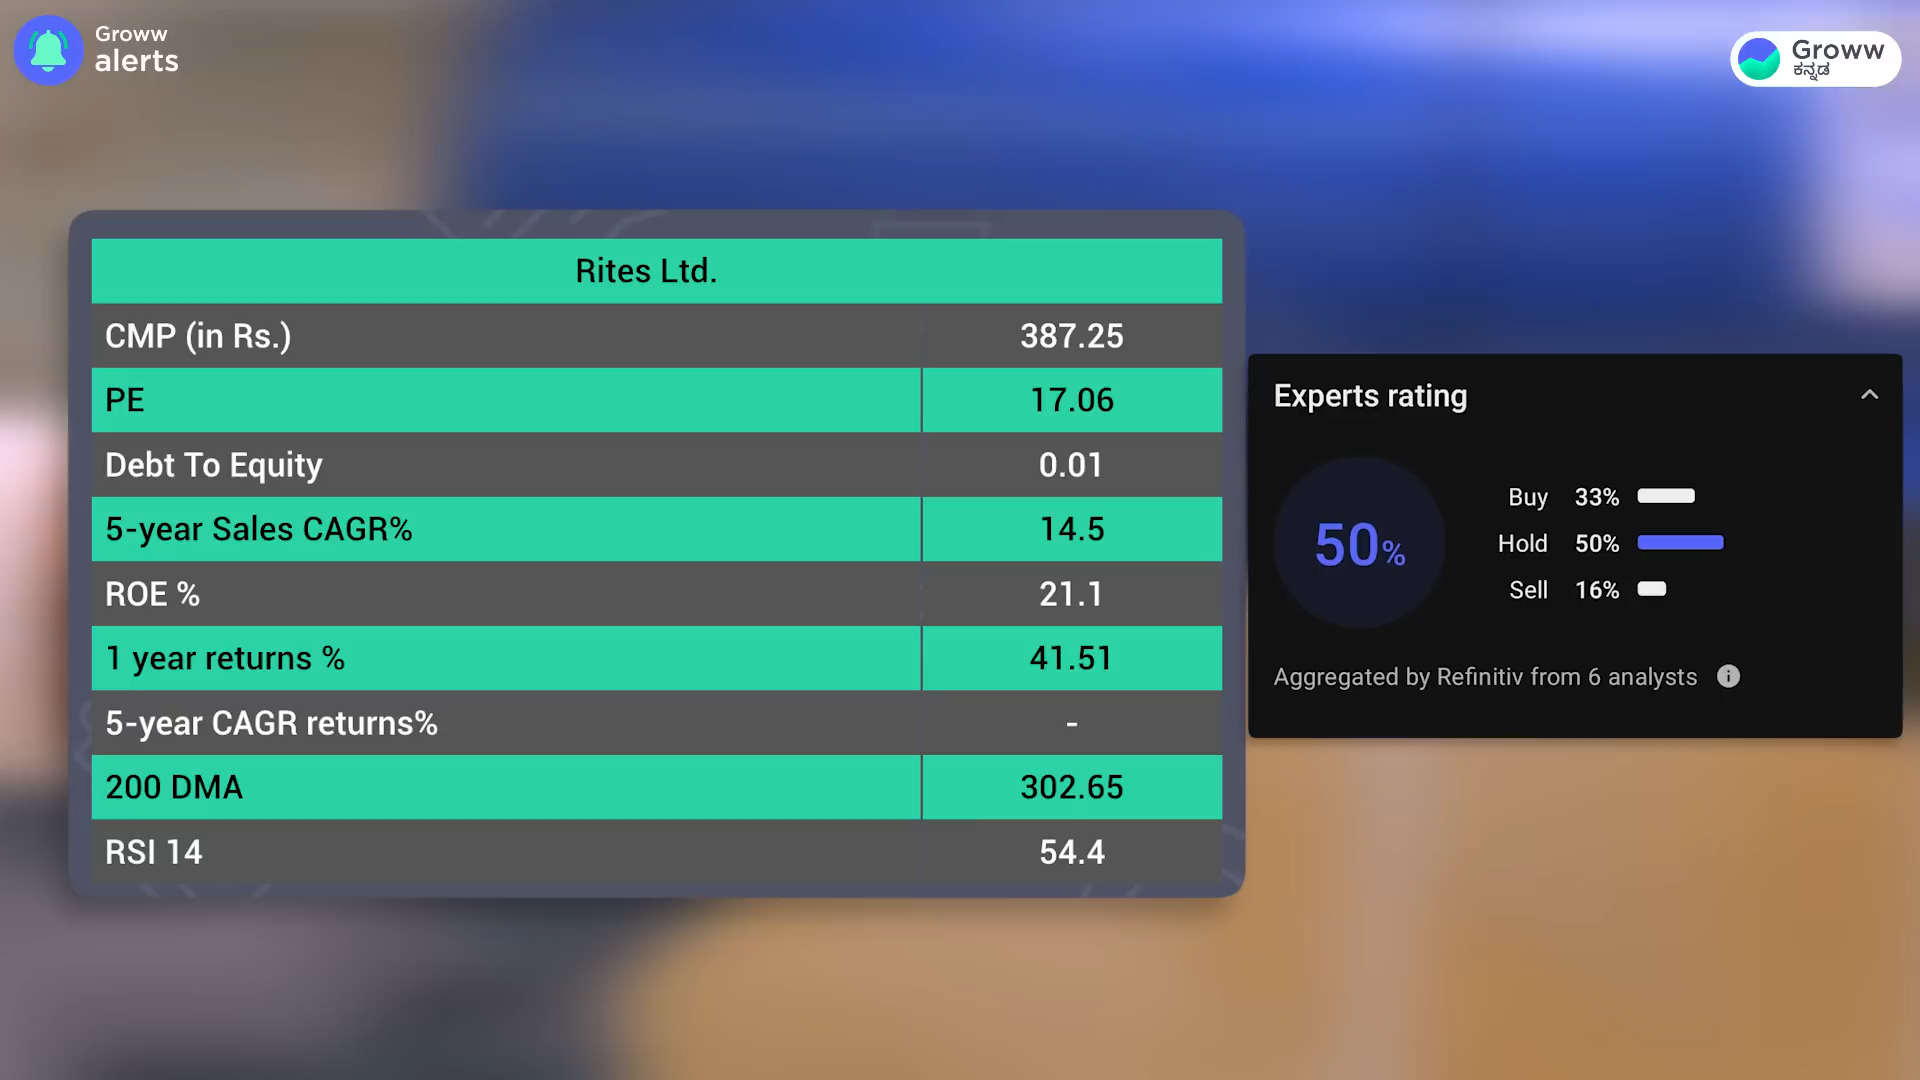 Groww
alerts
Groww
ಕನ್ನಡ
Rites Ltd.
CMP (in Rs.) 387.25
PE 17.06
Debt To Equity 0.01
5-year Sales CAGR% 14.5
ROE % 21.1
1 year returns % 41.51
5-year CAGR returns% -
200 DMA 302.65
RSI 14 54.4
Experts rating
50%
Buy 33%
Hold 50%
Sell 16%
Aggregated by Refinitiv from 6 analysts